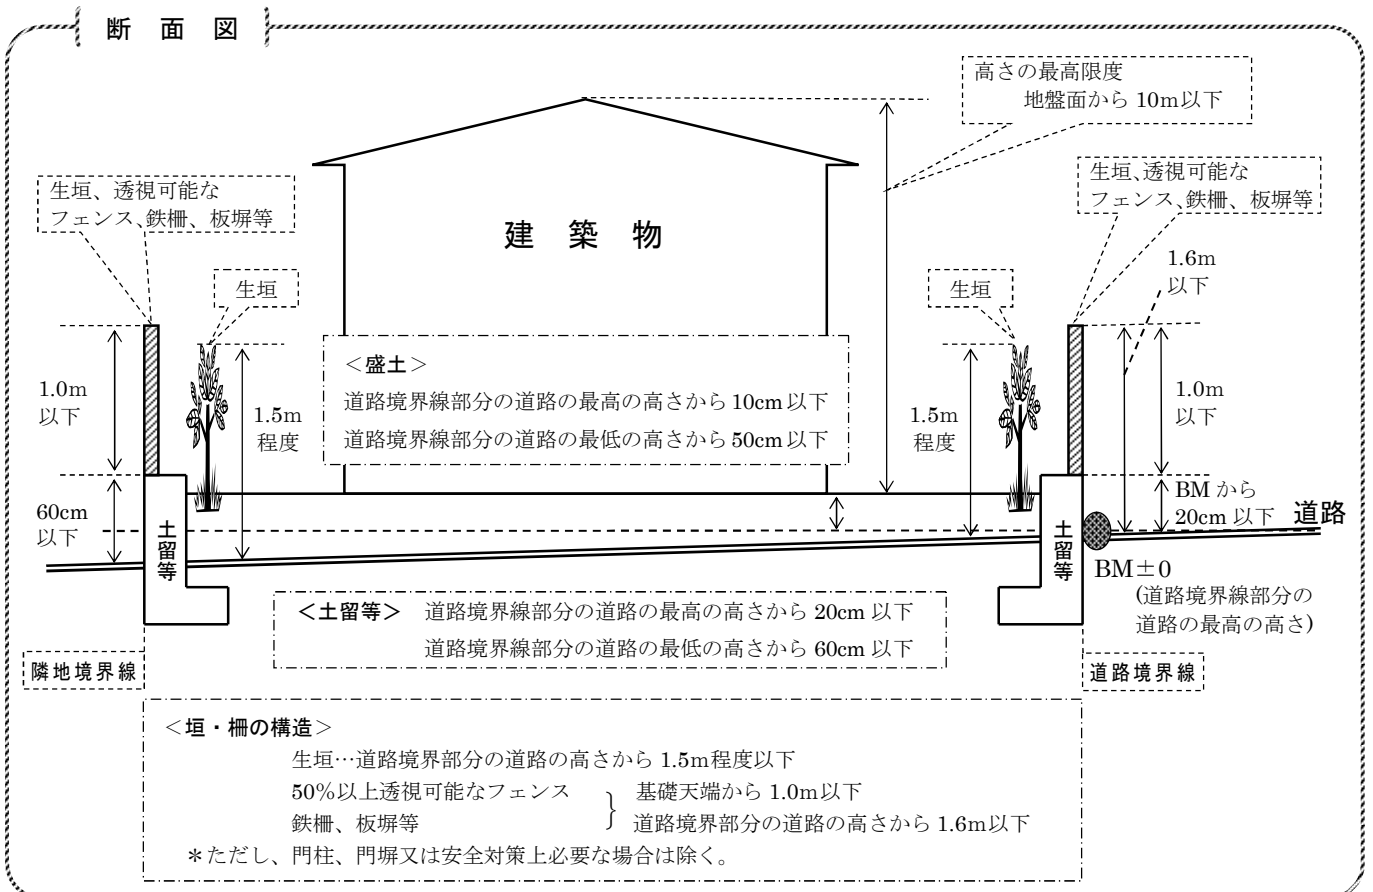 断 面 図
高さの最高限度
地盤面から 10m以下
生垣、透視可能な
フェンス、鉄柵、板塀等
生垣、透視可能な
フェンス、鉄柵、板塀等
建 築 物
1.6m
以下
生垣
生垣
＜盛土＞
道路境界線部分の道路の最高の高さから 10cm 以下
道路境界線部分の道路の最低の高さから 50cm 以下
1.0m
以下
1.5m
程度
1.5m
程度
1.0m
以下
60cm
以下
BM から
20cm 以下
道路
土留等
土留等
BM±0
(道路境界線部分の
道路の最高の高さ)
＜土留等＞ 道路境界線部分の道路の最高の高さから 20cm 以下
道路境界線部分の道路の最低の高さから 60cm 以下
隣地境界線
道路境界線
＜垣・柵の構造＞
生垣…道路境界部分の道路の高さから 1.5m程度以下
50%以上透視可能なフェンス } 基礎天端から 1.0m以下
鉄柵、板塀等 道路境界部分の道路の高さから 1.6m以下
＊ただし、門柱、門塀又は安全対策上必要な場合は除く。